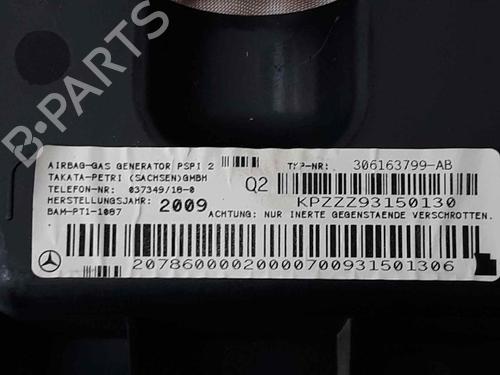 B-PARTS
AIRBAG-GAS GENERATOR PSPI 2
TAKATA-PETRI (SACHSEN)GMBH
TELEFON-NR: 037349/18-0
HERSTELLUNGSJAHR: 2009
BAM-PT1-1087
TYP-NR: 306163799-AB
Q2
KPZZZ93150130
ACHTUNG: NUR INERTE GEGENSTAENDE VERSCHROTTEN.
20786000020000700931501306